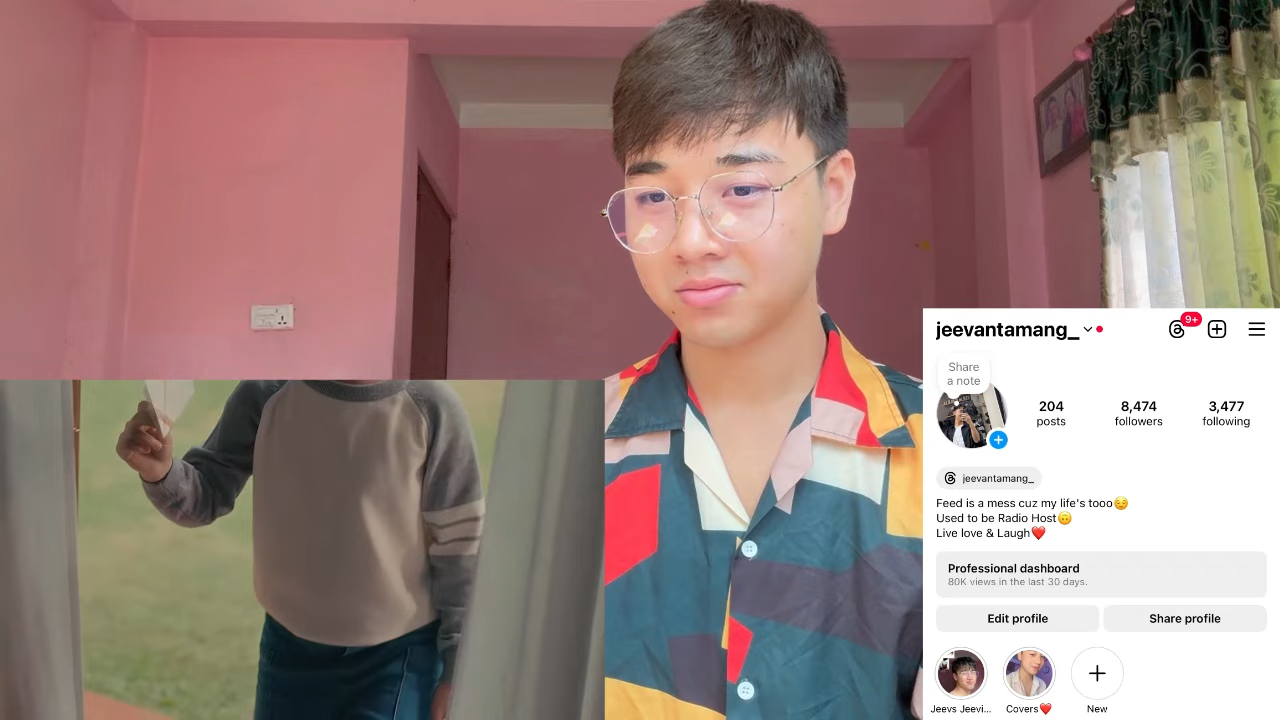 jeevantamang_
9+
Share
a note
204
posts
8,474
followers
3,477
following
jeevantamang_
Feed is a mess cuz my life's tooo😌
Used to be Radio Host🙃
Live love & Laugh❤️
Professional dashboard
80K views in the last 30 days.
Edit profile
Share profile
Jeevs Jeevi...
Covers❤️
New